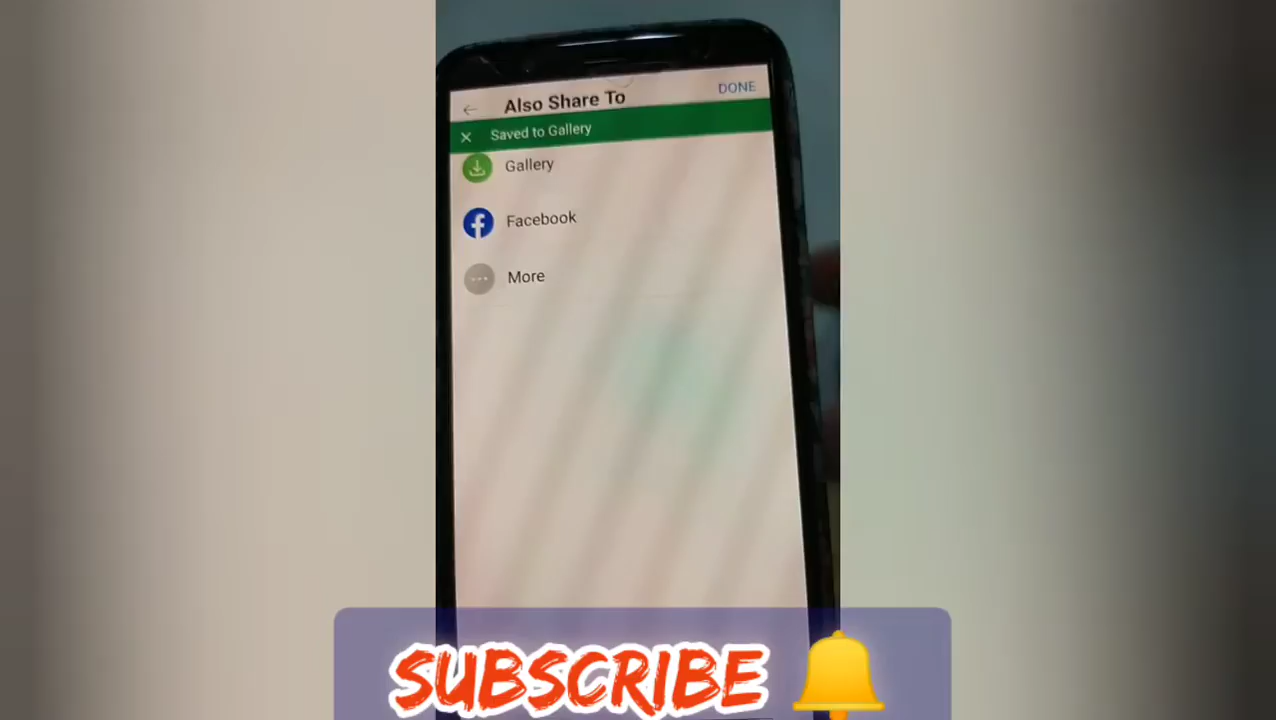 Also Share To
DONE
Saved to Gallery
Gallery
Facebook
More
SUBSCRIBE